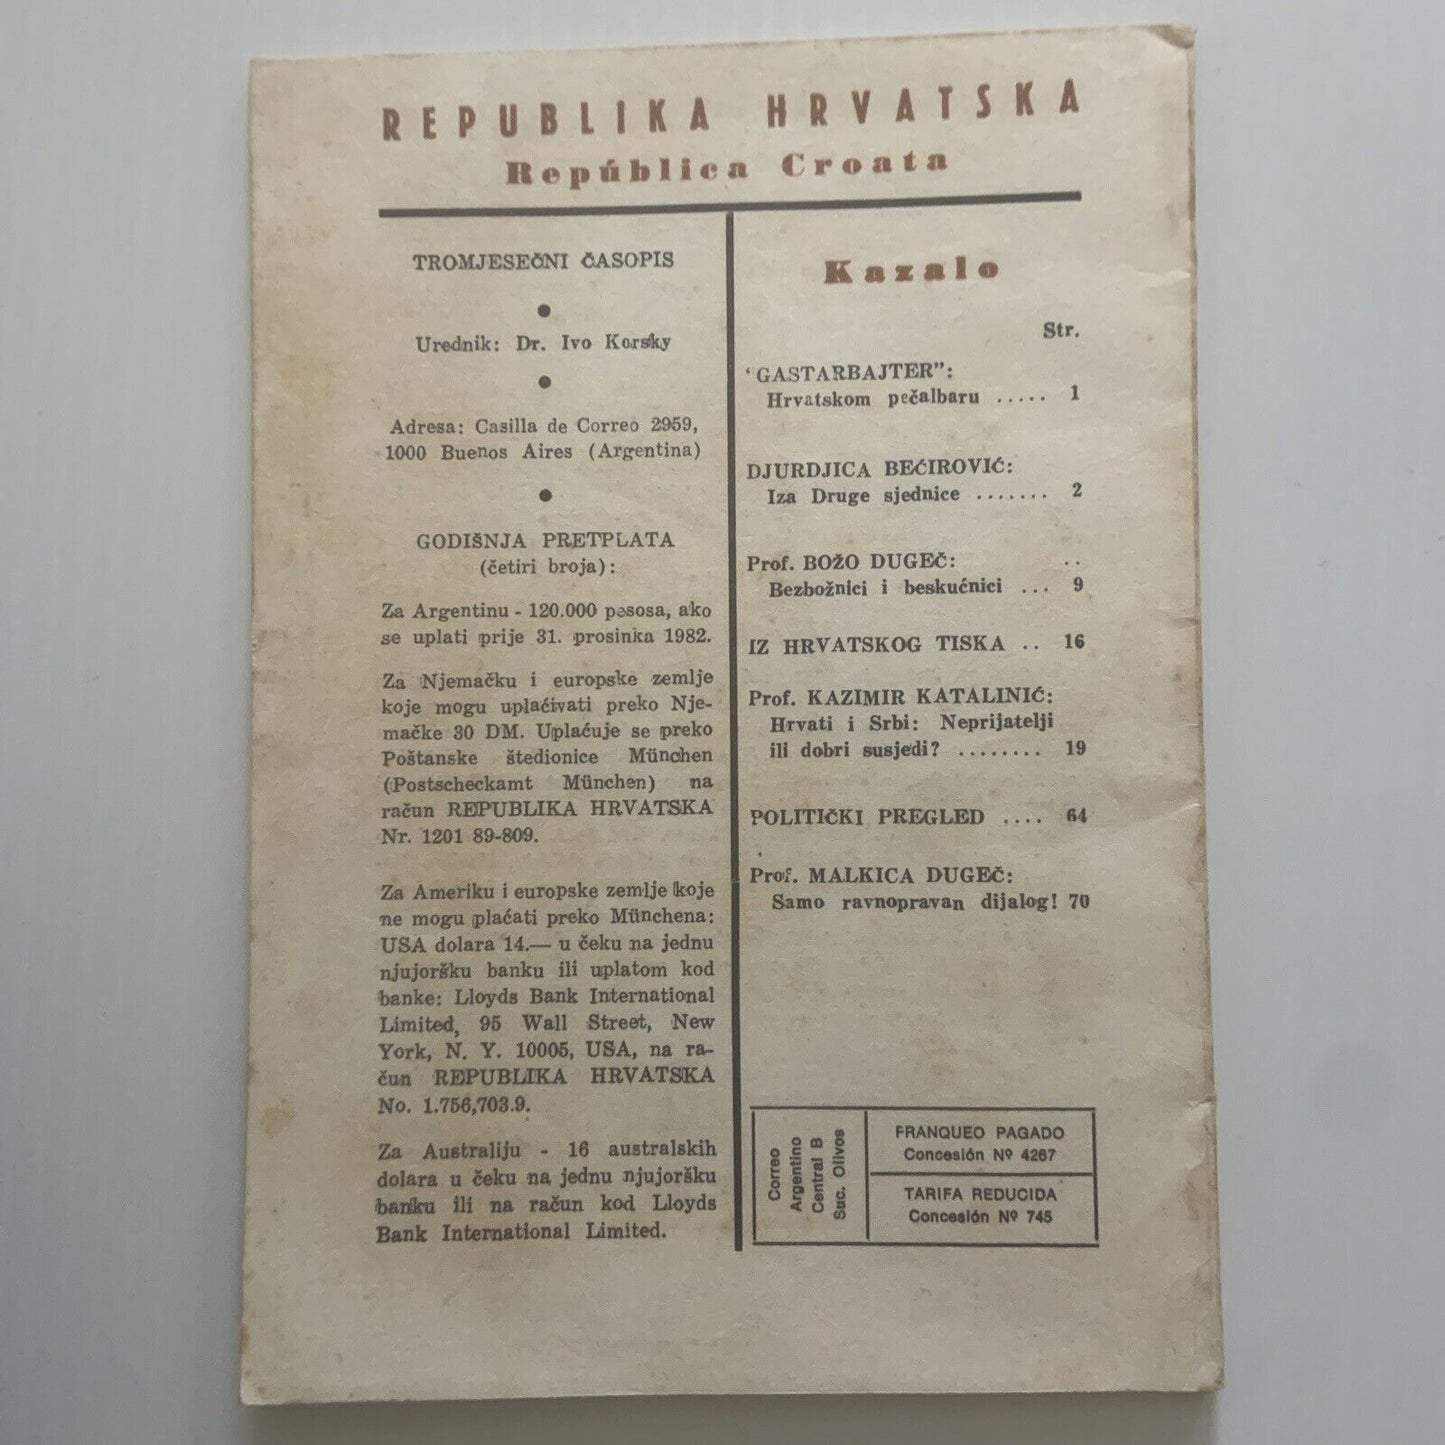 REPUBLIKA HRVATSKA
República Croata
TROMJESEČNI ČASOPIS
●
Urednik: Dr. Ivo Korsky
●
Adresa: Casilla de Correo 2959,
1000 Buenos Aires (Argentina)
●
GODIŠNJA PRETPLATA
(četiri broja):
Za Argentinu - 120.000 pesosa, ako
se uplati prije 31. prosinka 1982.
Za Njemačku i europske zemlje
koje mogu uplaćivati preko Nje-
mačke 30 DM. Uplaćuje se preko
Poštanske štedionice München
(Postscheckamt München) na
račun REPUBLIKA HRVATSKA
Nr. 1201 89-809.
Za Ameriku i europske zemlje koje
ne mogu plaćati preko Münchena:
USA dolara 14.— u čeku na jednu
njujoršku banku ili uplatom kod
banke: Lloyds Bank International
Limited, 95 Wall Street, New
York, N. Y. 10005, USA, na ra-
čun REPUBLIKA HRVATSKA
No. 1.756,703.9.
Za Australiju - 16 australskih
dolara u čeku na jednu njujoršku
banku ili na račun kod Lloyds
Bank International Limited.
Kazalo
Str.
‘GASTARBAJTER”:
Hrvatskom pečalbaru ..... 1
DJURDJICA BEĆIROVIĆ:
Iza Druge sjednice ....... 2
Prof. BOŽO DUGEČ: ..
Bezbožnici i beskućnici ... 9
IZ HRVATSKOG TISKA .. 16
Prof. KAZIMIR KATALINIĆ:
Hrvati i Srbi: Neprijatelji
ili dobri susjedi? ........ 19
POLITIČKI PREGLED .... 64
Prof. MALKICA DUGEČ:
Samo ravnopravan dijalog! 70
Correo
Argentino
Central B
Suc. Olivos
FRANQUEO PAGADO
Concesión Nº 4267
TARIFA REDUCIDA
Concesión Nº 745